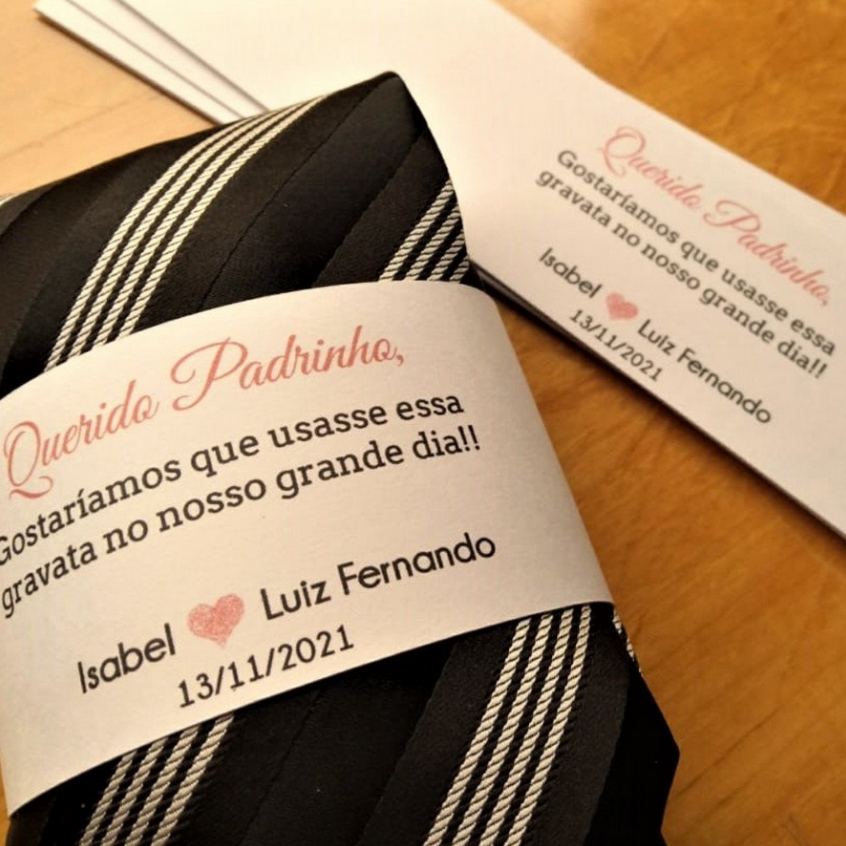 Querido Padrinho,
Gostaríamos que usasse essa
gravata no nosso grande dia!!
Isabel Luiz Fernando
13/11/2021
Querido Padrinho,
Gostaríamos que usasse essa
gravata no nosso grande dia!!
Isabel Luiz Fernando
13/11/2021